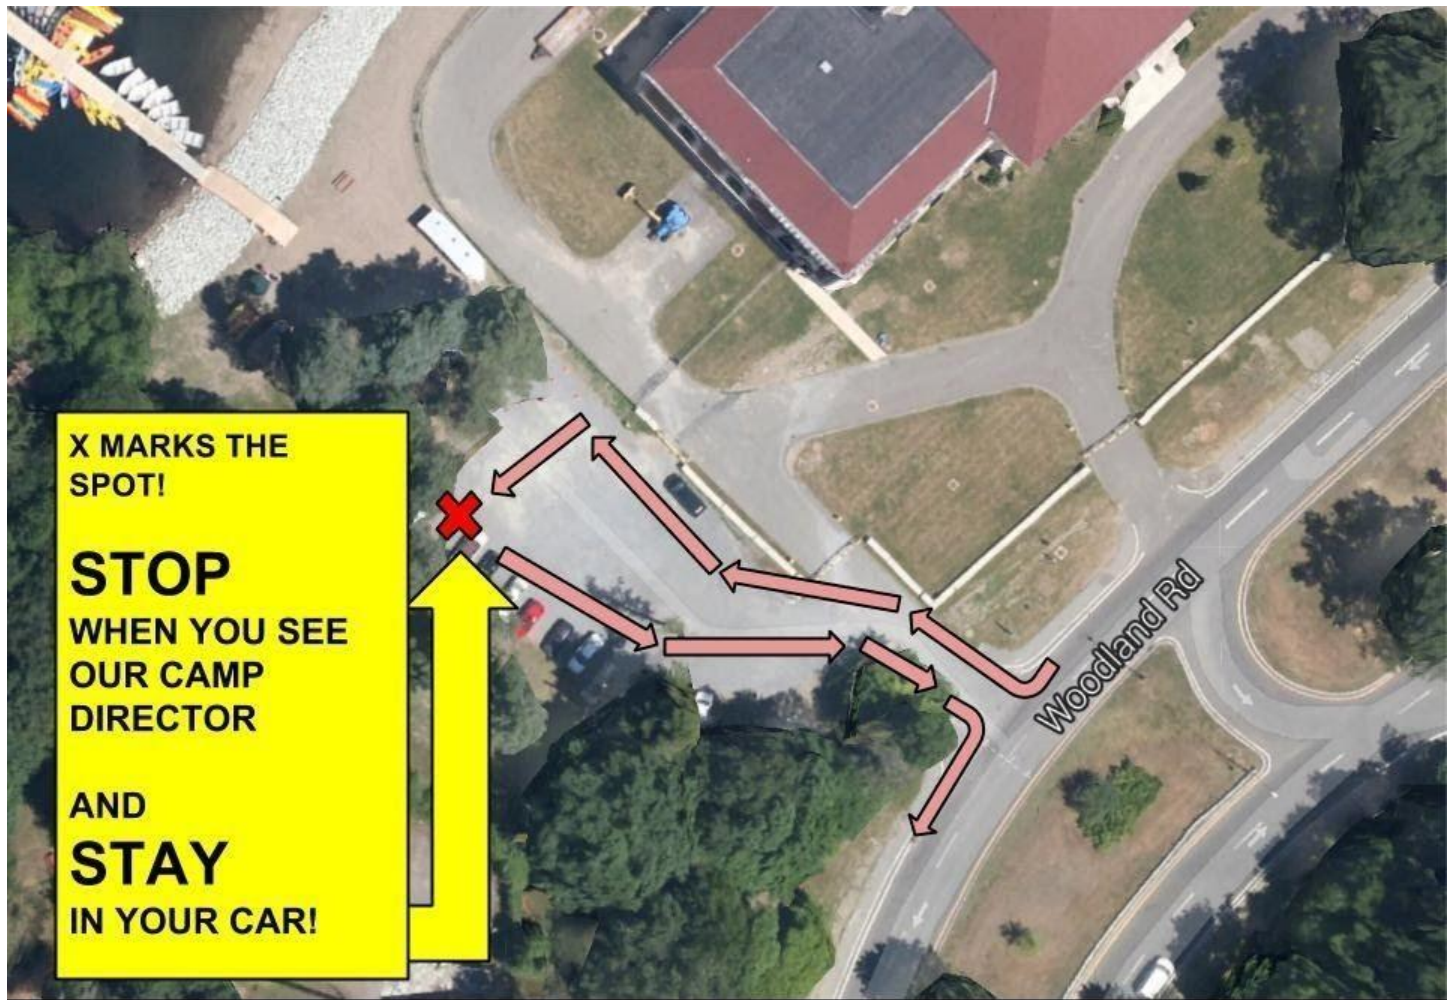 X MARKS THE
SPOT!
STOP
WHEN YOU SEE
OUR CAMP
DIRECTOR
AND
STAY
IN YOUR CAR!
Woodland Rd